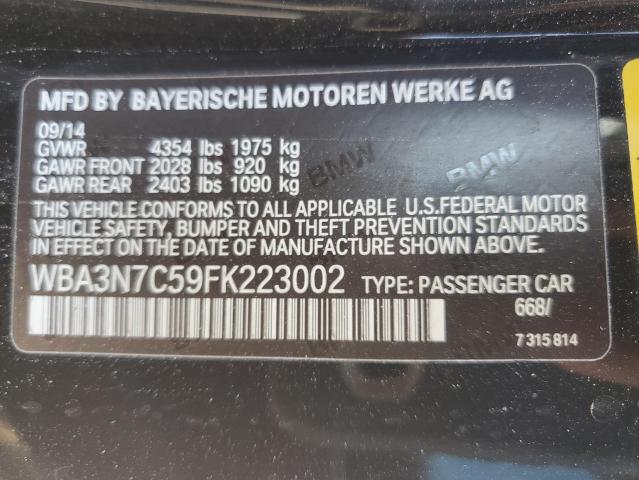 MFD BY BAYERISCHE MOTOREN WERKE AG
09/14
GVWR 4354 lbs 1975 kg
GAWR FRONT 2028 lbs 920 kg
GAWR REAR 2403 lbs 1090 kg
THIS VEHICLE CONFORMS TO ALL APPLICABLE U.S.FEDERAL MOTOR
VEHICLE SAFETY, BUMPER AND THEFT PREVENTION STANDARDS
IN EFFECT ON THE DATE OF MANUFACTURE SHOWN ABOVE.
WBA3N7C59FK223002 TYPE: PASSENGER CAR
668/
7 315 814
BMW
BMW